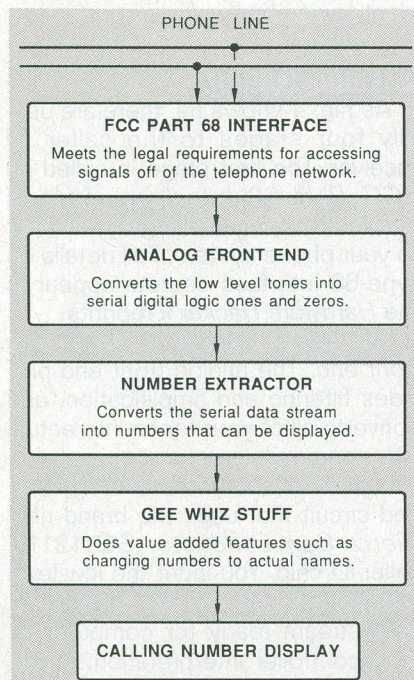 PHONE LINE
FCC PART 68 INTERFACE
Meets the legal requirements for accessing
signals off of the telephone network.
ANALOG FRONT END
Converts the low level tones into
serial digital logic ones and zeros.
NUMBER EXTRACTOR
Converts the serial data stream
into numbers that can be displayed.
GEE WHIZ STUFF
Does value added features such as
changing numbers to actual names.
CALLING NUMBER DISPLAY